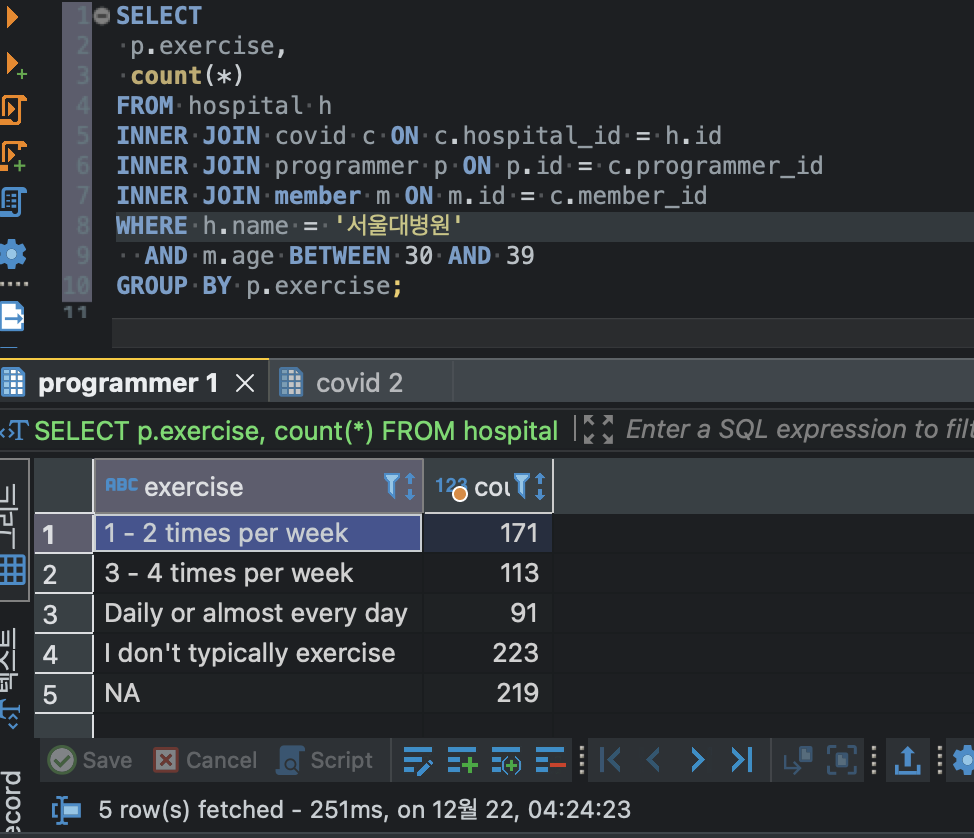 1 SELECT
2 p.exercise,
3 count(*)
4 FROM hospital h
5 INNER JOIN covid c ON c.hospital_id = h.id
6 INNER JOIN programmer p ON p.id = c.programmer_id
7 INNER JOIN member m ON m.id = c.member_id
8 WHERE h.name = '서울대병원'
9 AND m.age BETWEEN 30 AND 39
10 GROUP BY p.exercise;
11
programmer 1
covid 2
SELECT p.exercise, count(*) FROM hospital
Enter a SQL expression to filt
그리드
ABC exercise
123 cou
1 1 - 2 times per week 171
2 3 - 4 times per week 113
3 Daily or almost every day 91
4 I don't typically exercise 223
5 NA 219
텍스트
Save Cancel Script
ecord
5 row(s) fetched - 251ms, on 12월 22, 04:24:23